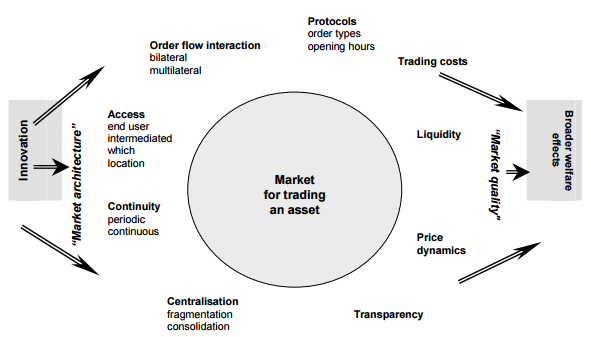 Protocols
order types
opening hours
Order flow interaction
bilateral
multilateral
Trading costs
Innovation
"Market architecture"
Access
end user
intermediated
which
location
Continuity
periodic
continuous
Market
for trading
an asset
Liquidity
"Market quality"
Broader welfare
effects
Price
dynamics
Centralisation
fragmentation
consolidation
Transparency